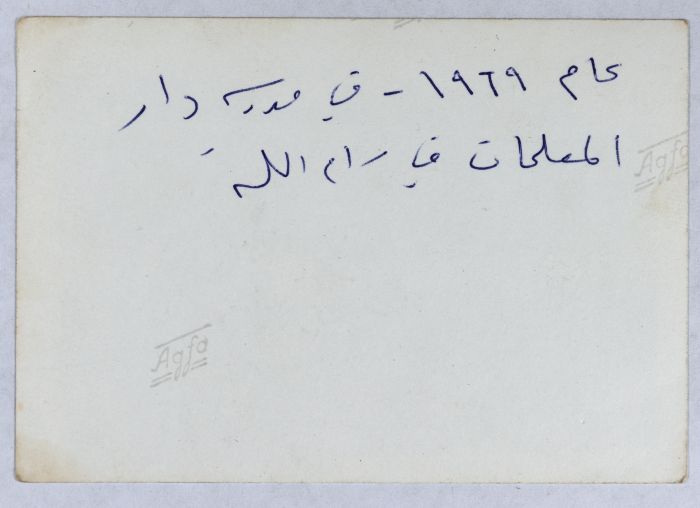 عام ١٩٦٩ - في مدرسة دار
المعلمات في رام الله
Agfa
Agfa